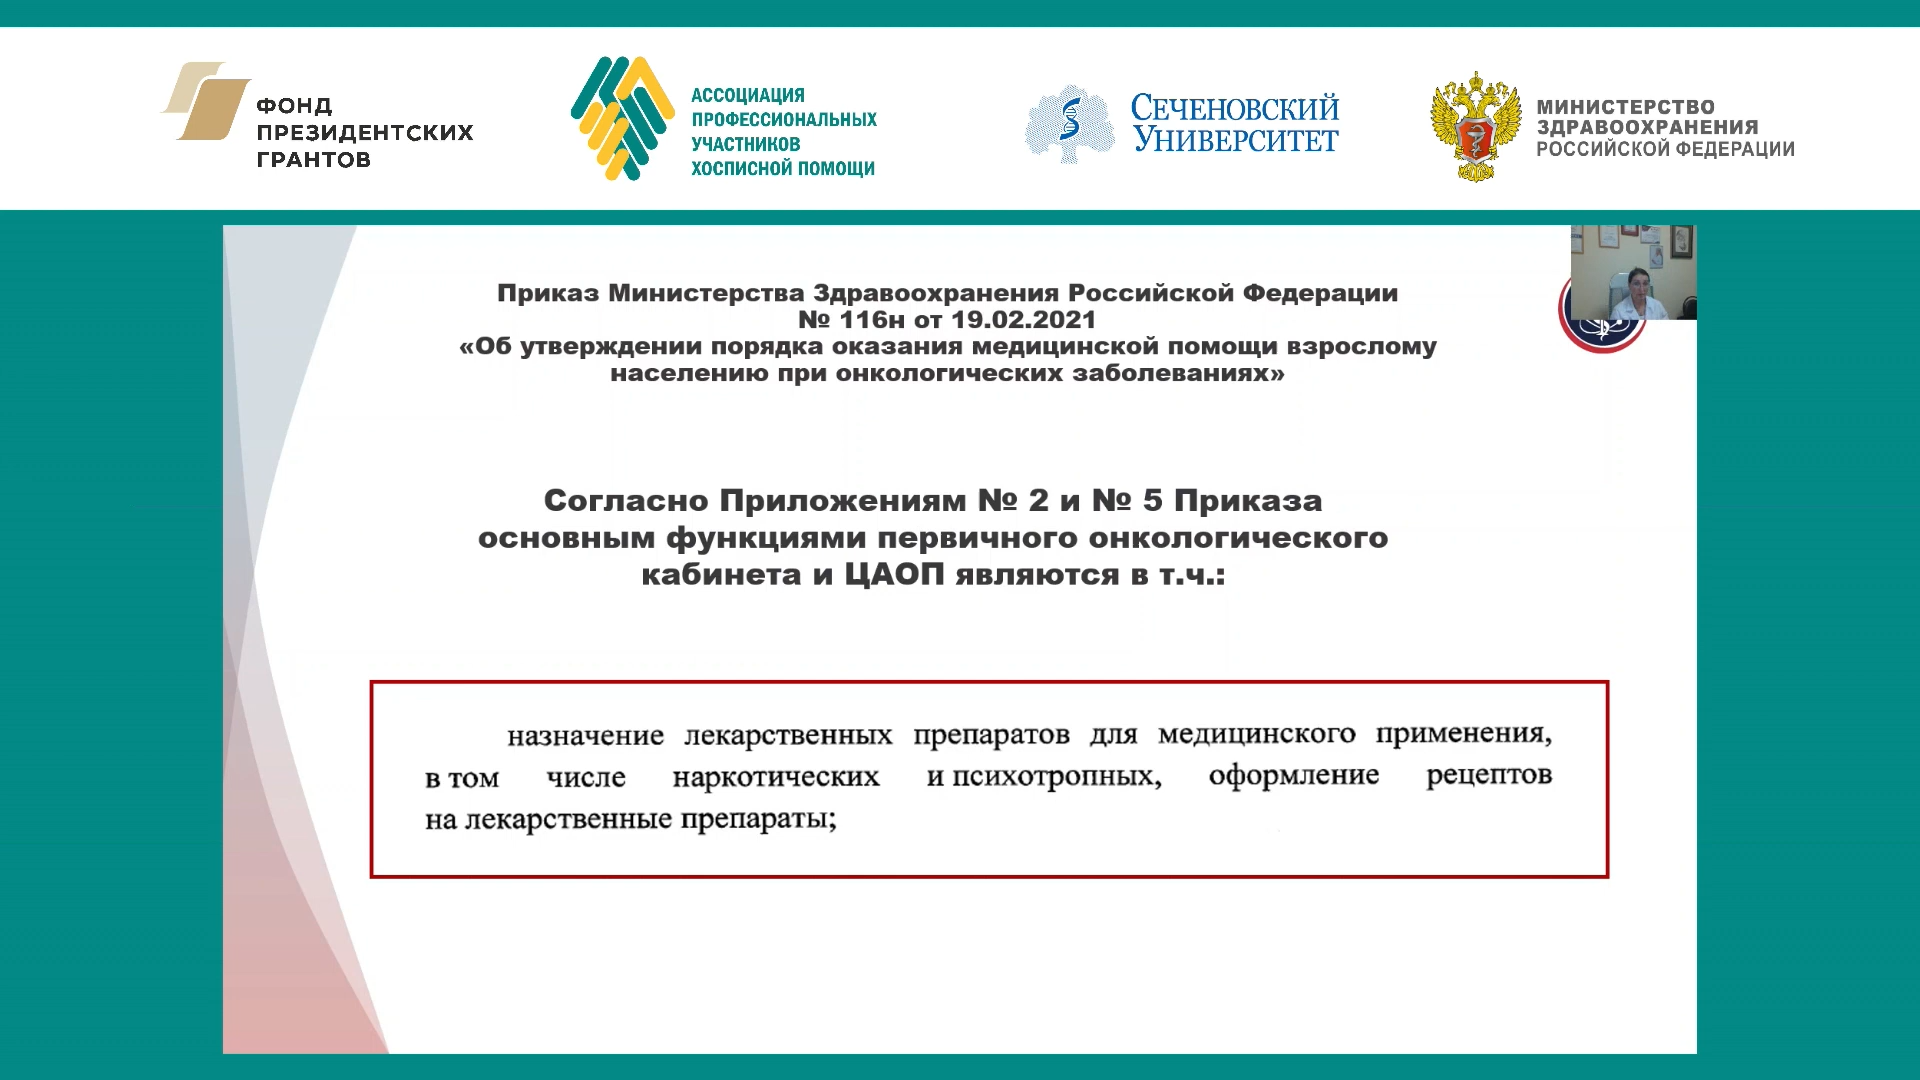 ФОНД
ПРЕЗИДЕНТСКИХ
ГРАНТОВ
АССОЦИАЦИЯ
ПРОФЕССИОНАЛЬНЫХ
УЧАСТНИКОВ
ХОСПИСНОЙ ПОМОЩИ
СЕЧЕНОВСКИЙ
УНИВЕРСИТЕТ
МИНИСТЕРСТВО
ЗДРАВООХРАНЕНИЯ
РОССИЙСКОЙ ФЕДЕРАЦИИ
Приказ Министерства Здравоохранения Российской Федерации
№ 116н от 19.02.2021
«Об утверждении порядка оказания медицинской помощи взрослому
населению при онкологических заболеваниях»
Согласно Приложениям № 2 и № 5 Приказа
основным функциями первичного онкологического
кабинета и ЦАОП являются в т.ч.:
назначение лекарственных препаратов для медицинского применения,
в том числе наркотических и психотропных, оформление рецептов
на лекарственные препараты;